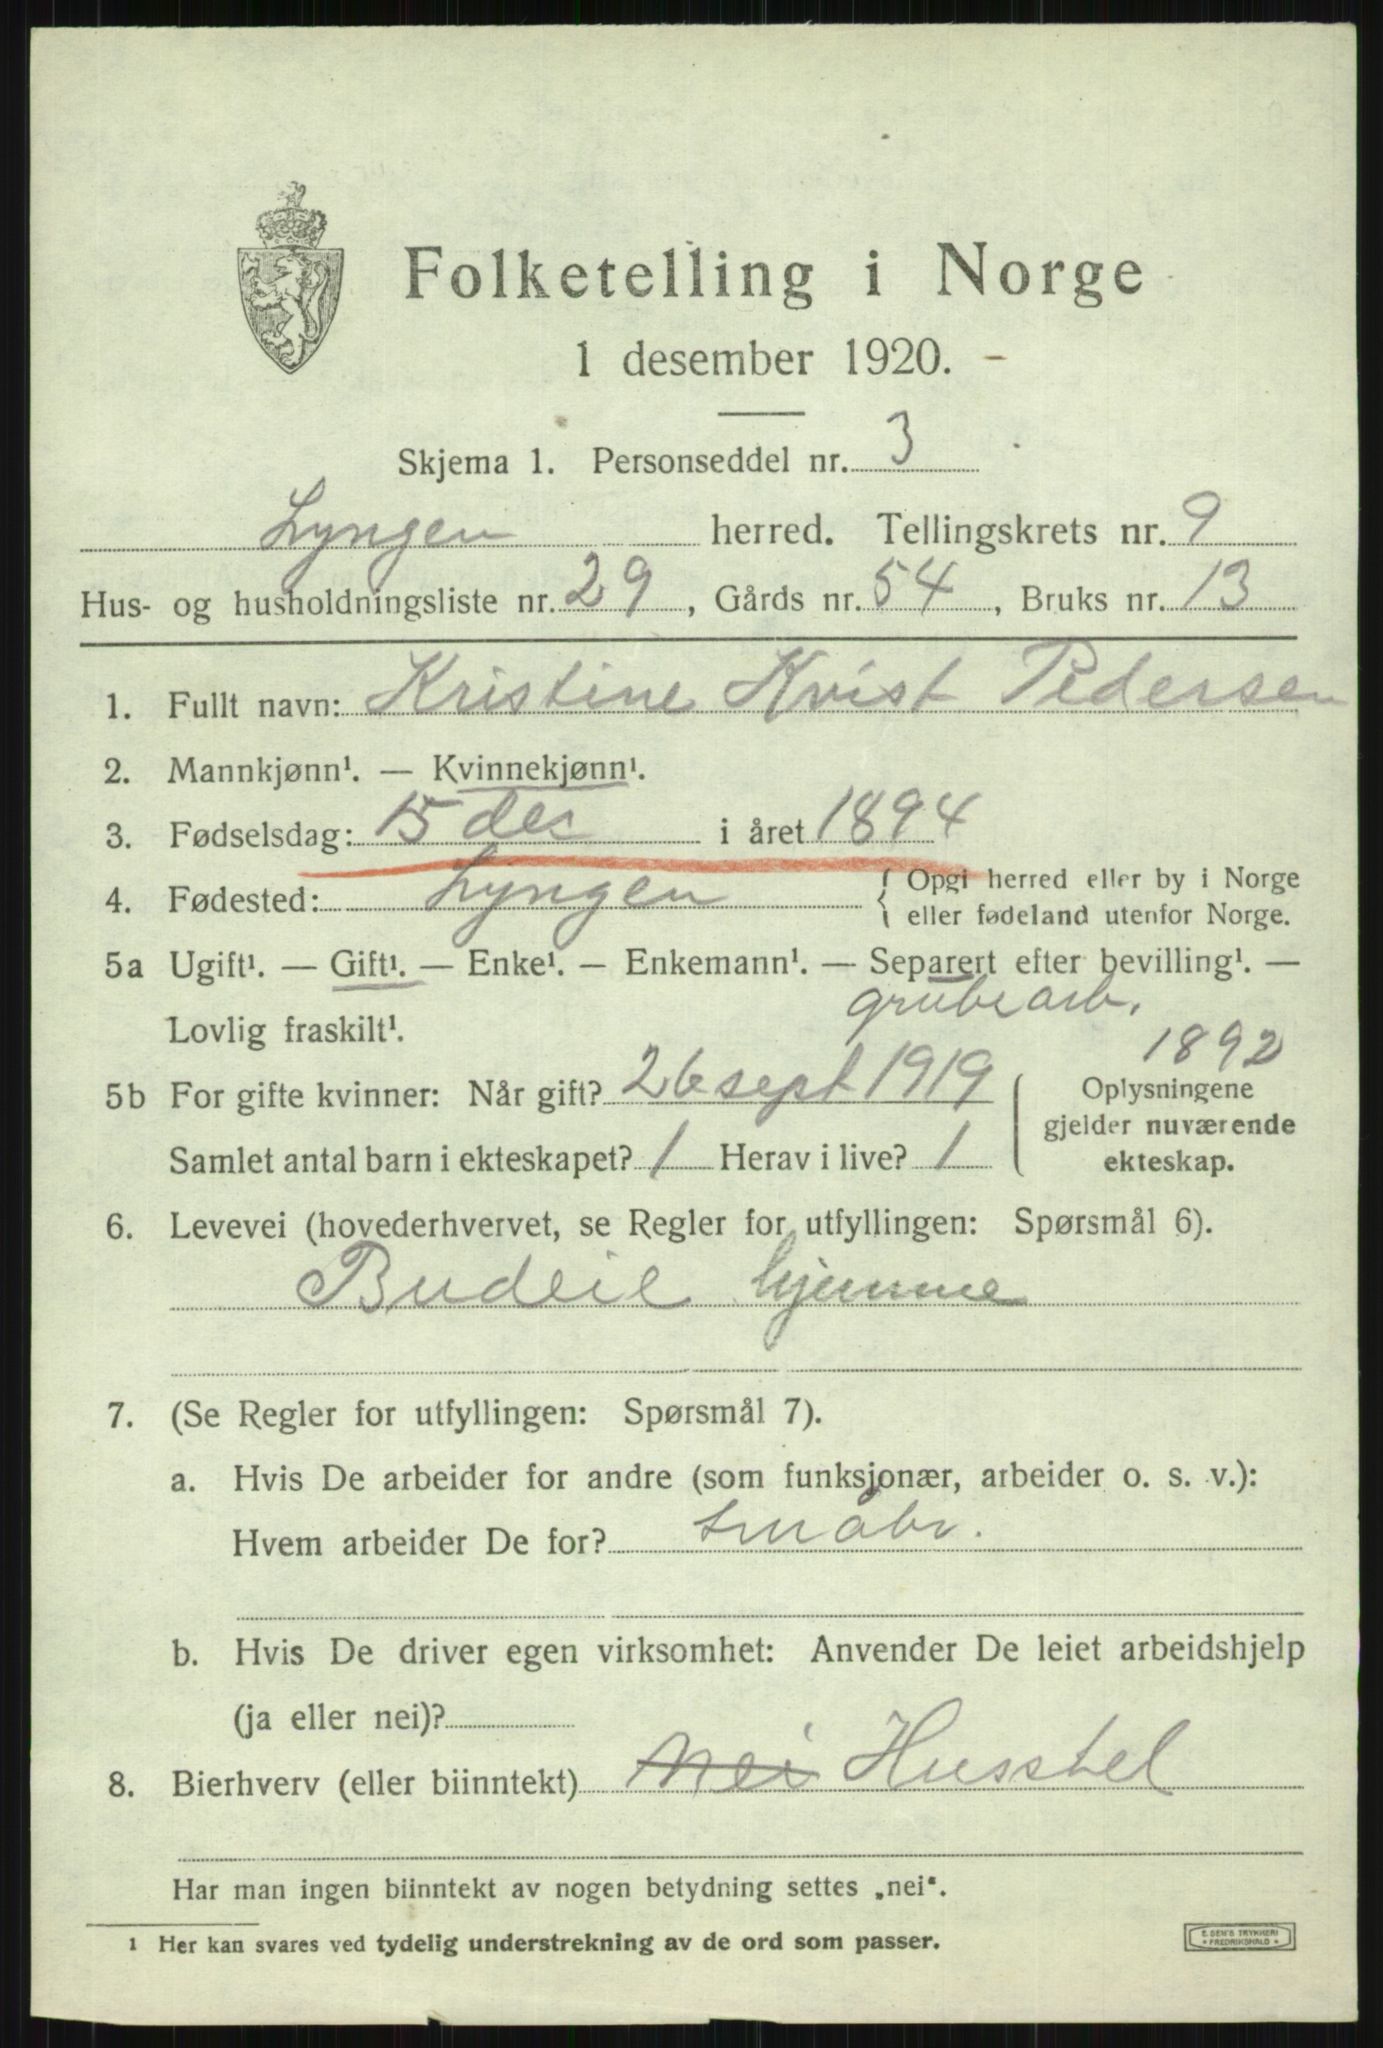 Folketelling i Norge
1 desember 1920.
Skjema 1. Personseddel nr. 3
Lyngen herred. Tellingskrets nr. 9
Hus- og husholdningsliste nr. 29, Gårds nr. 54, Bruks nr. 13
1. Fullt navn: Kristine Kvist Pedersen
2. Mannkjønn¹. — Kvinnekjønn¹.
3. Fødselsdag: 15 des i året 1894
4. Fødested: Lyngen { Opgi herred eller by i Norge
eller fødeland utenfor Norge.
5a Ugift¹. — Gift¹. — Enke¹. — Enkemann¹. — Separert efter bevilling¹. —
Lovlig fraskilt¹. grubearb.
1892
5b For gifte kvinner: Når gift? 26 sept 1919
Samlet antal barn i ekteskapet? 1 Herav i live? 1
Oplysningene
gjelder nuværende
ekteskap.
6. Levevei (hovederhvervet, se Regler for utfyllingen: Spørsmål 6).
Budeie hjemme
7. (Se Regler for utfyllingen: Spørsmål 7).
a. Hvis De arbeider for andre (som funksjonær, arbeider o. s. v.):
Hvem arbeider De for? småbr.
b. Hvis De driver egen virksomhet: Anvender De leiet arbeidshjelp
(ja eller nei)?
8. Bierhverv (eller biinntekt) Nei Husstel
Har man ingen biinntekt av nogen betydning settes „nei“.
1 Her kan svares ved tydelig understrekning av de ord som passer.
E. SEM'S TRYKKERI
FREDRIKSHALD